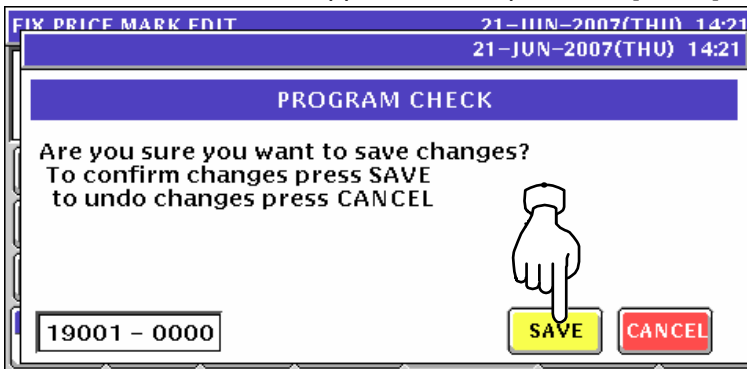 FIX PRICE MARK EDIT 21-JUN-2007(THU) 14:21
21-JUN-2007(THU) 14:21
PROGRAM CHECK
Are you sure you want to save changes?
To confirm changes press SAVE
to undo changes press CANCEL
19001 - 0000
SAVE
CANCEL